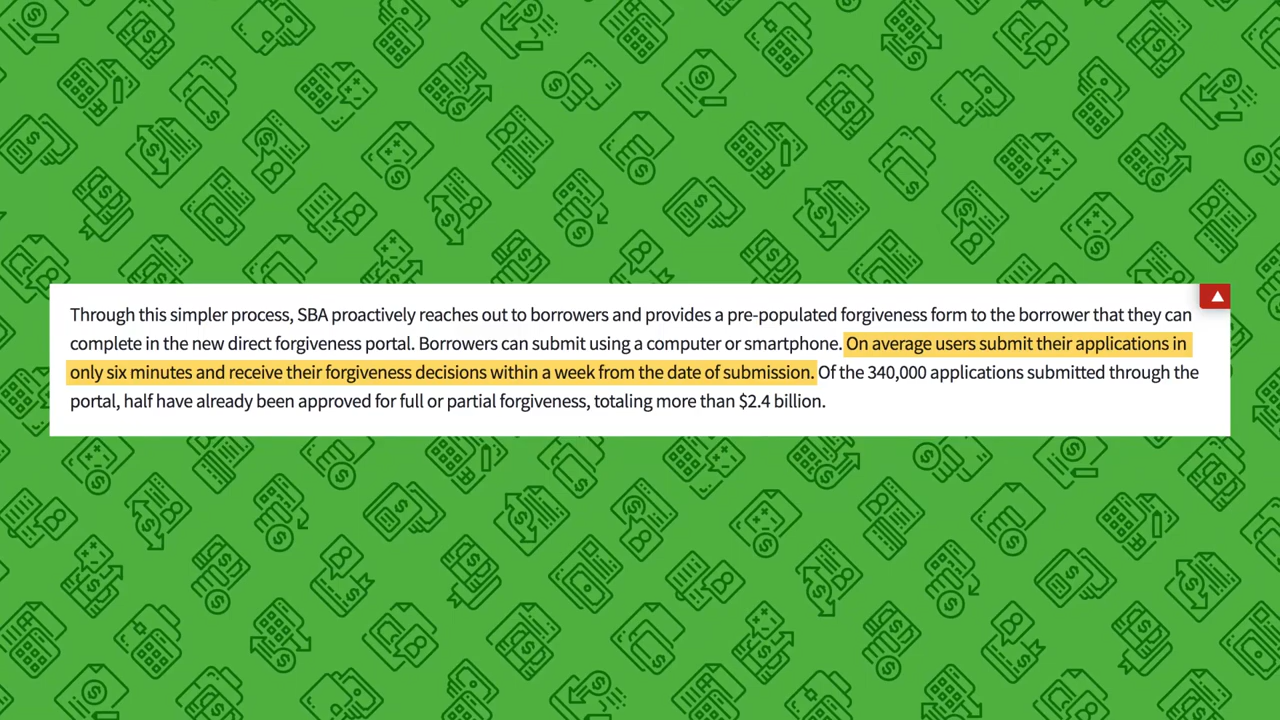 Through this simpler process, SBA proactively reaches out to borrowers and provides a pre-populated forgiveness form to the borrower that they can
complete in the new direct forgiveness portal. Borrowers can submit using a computer or smartphone. On average users submit their applications in
only six minutes and receive their forgiveness decisions within a week from the date of submission. Of the 340,000 applications submitted through the
portal, half have already been approved for full or partial forgiveness, totaling more than $2.4 billion.